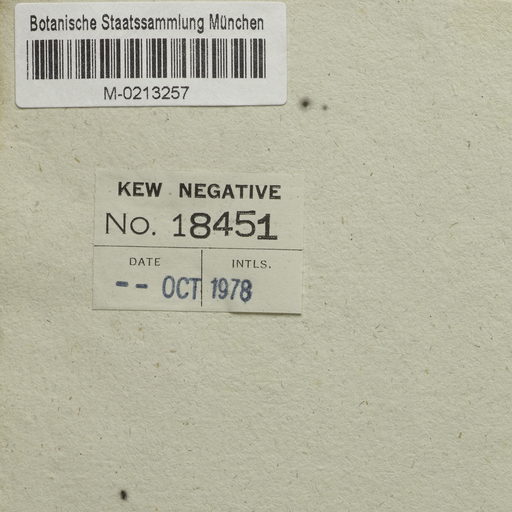 Botanische Staatssammlung München
M-0213257
KEW NEGATIVE
No. 18451
DATE INTLS.
-- OCT 1978